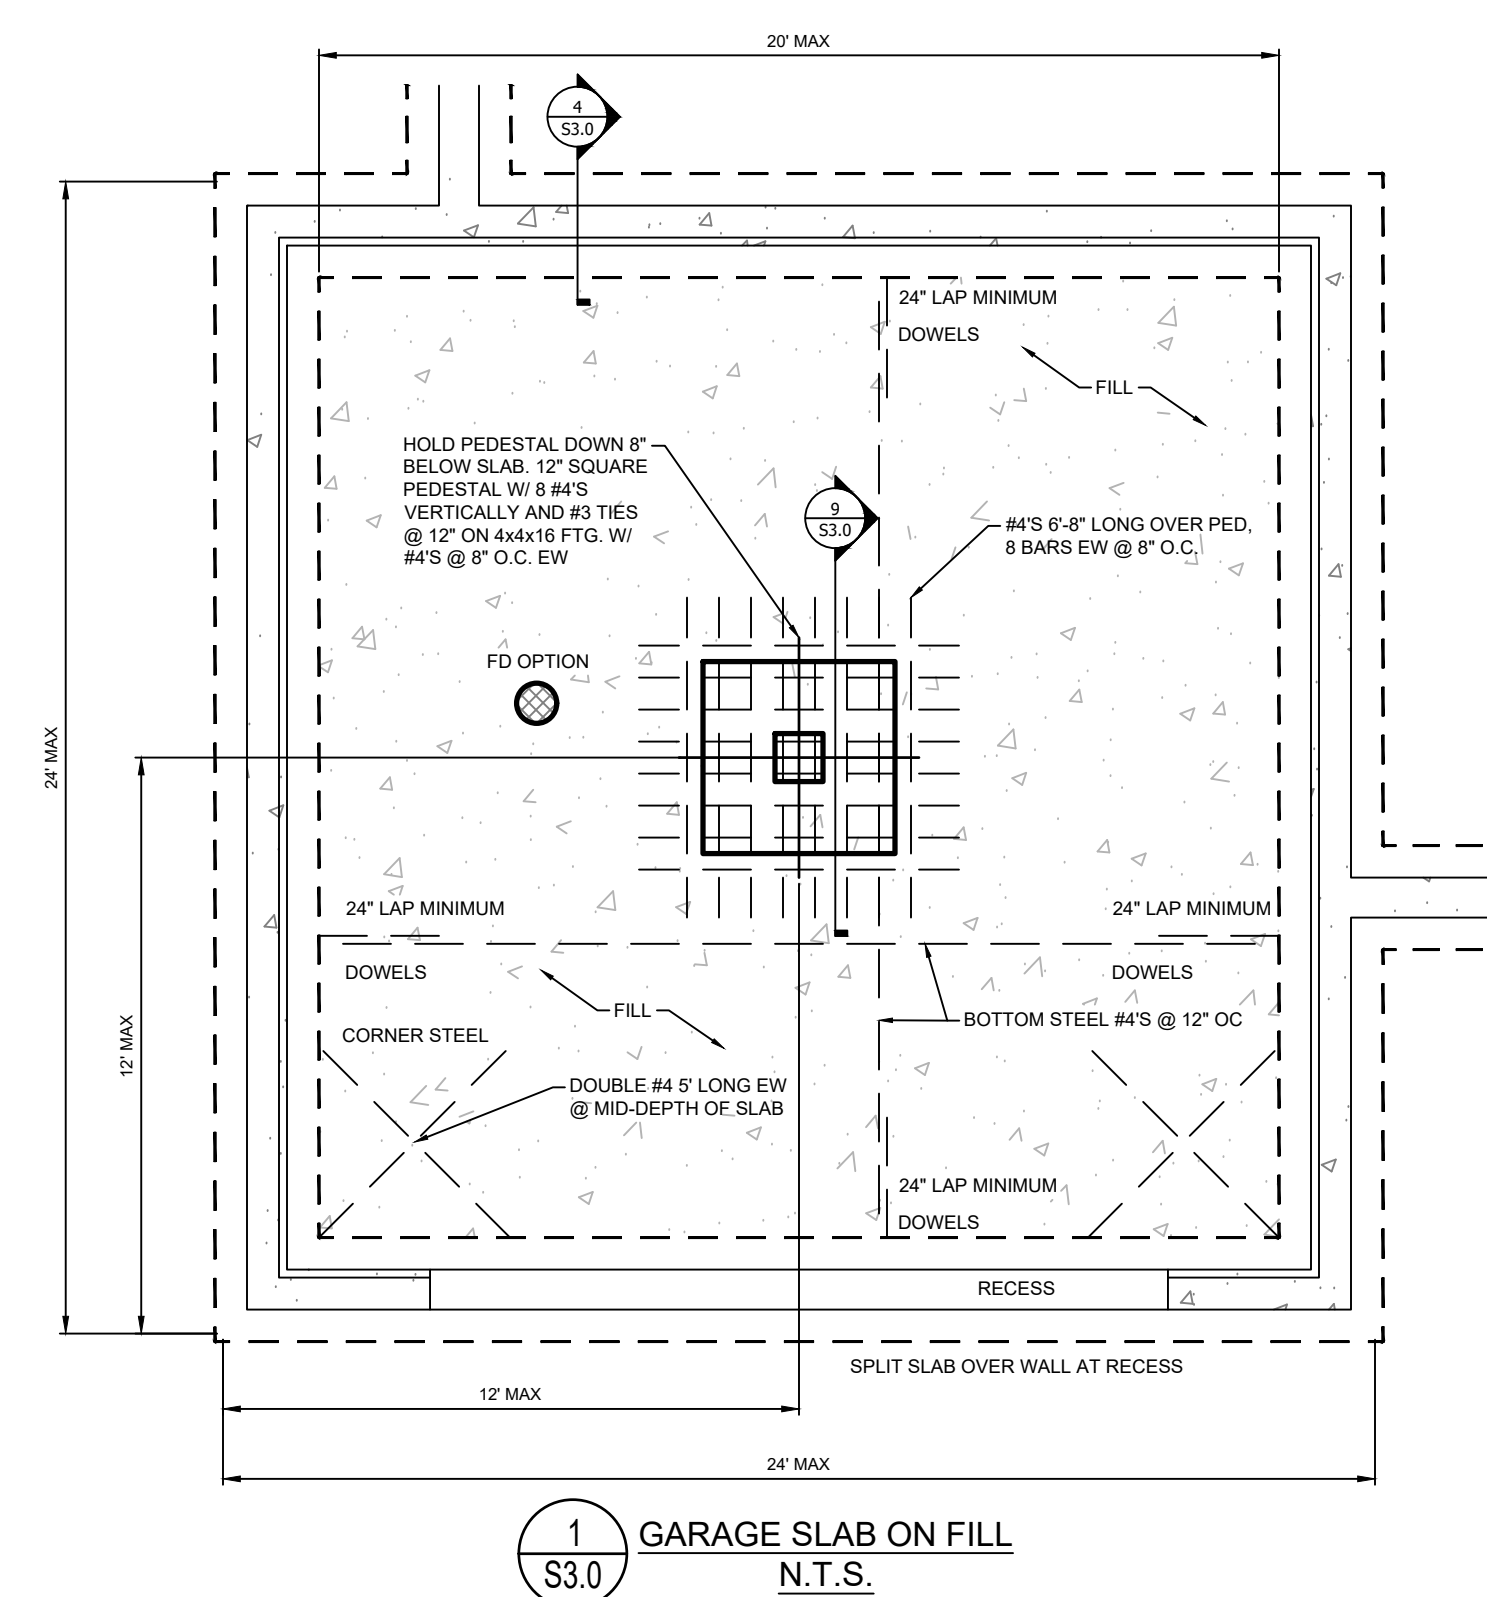 20' MAX
4
S3.0
24" LAP MINIMUM
DOWELS
FILL
HOLD PEDESTAL DOWN 8"
BELOW SLAB. 12" SQUARE
PEDESTAL W/ 8 #4'S
VERTICALLY AND #3 TIES
@ 12" ON 4x4x16 FTG. W/
#4'S @ 8" O.C. EW
9
S3.0
#4'S 6'-8" LONG OVER PED,
8 BARS EW @ 8" O.C.
FD OPTION
24' MAX
24" LAP MINIMUM
DOWELS
24" LAP MINIMUM
DOWELS
FILL
BOTTOM STEEL #4'S @ 12" OC
12' MAX
CORNER STEEL
DOUBLE #4 5' LONG EW
@ MID-DEPTH OF SLAB
24" LAP MINIMUM
DOWELS
RECESS
SPLIT SLAB OVER WALL AT RECESS
12' MAX
24' MAX
1
S3.0
GARAGE SLAB ON FILL
N.T.S.